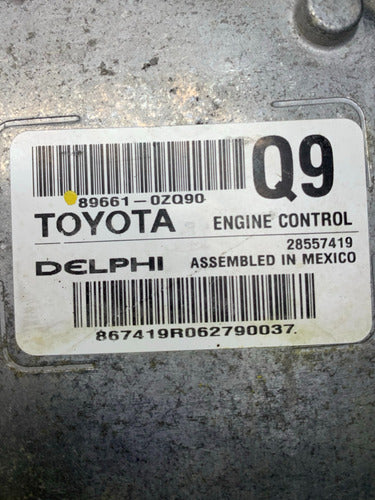 89661-0ZQ90
Q9
TOYOTA ENGINE CONTROL
28557419
DELPHI ASSEMBLED IN MEXICO
867419R062790037